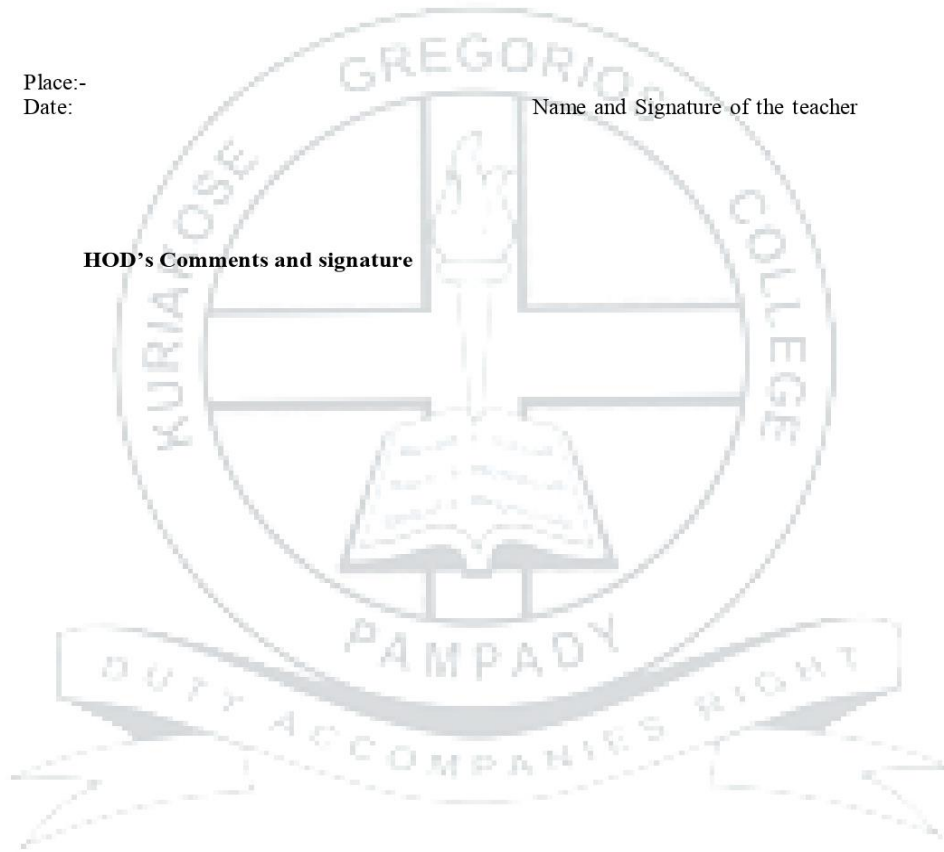 Place:-
Date:
Name and Signature of the teacher
HOD’s Comments and signature
KURIAKOSE GREGORIOS COLLEGE
PAMPADY
DUTY ACCOMPANIES RIGHT